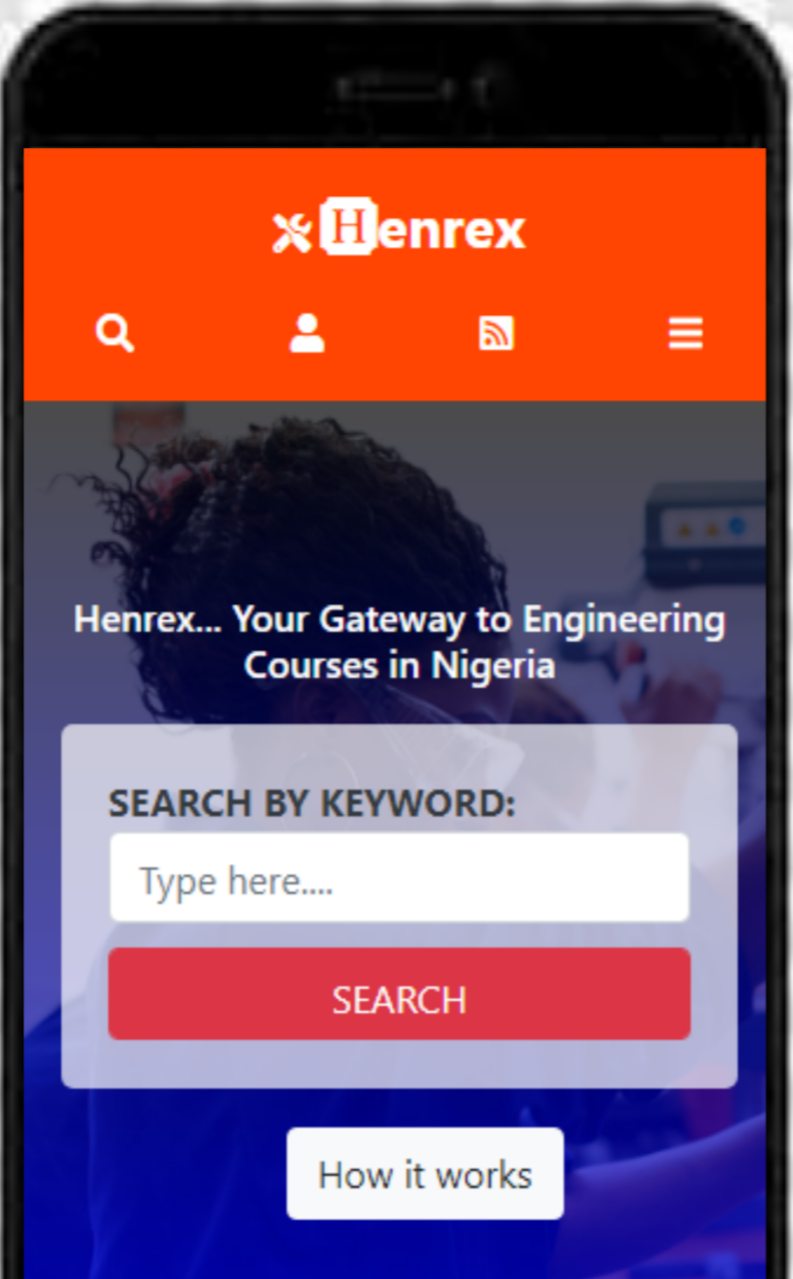 Henrex
Henrex... Your Gateway to Engineering
Courses in Nigeria
SEARCH BY KEYWORD:
Type here....
SEARCH
How it works